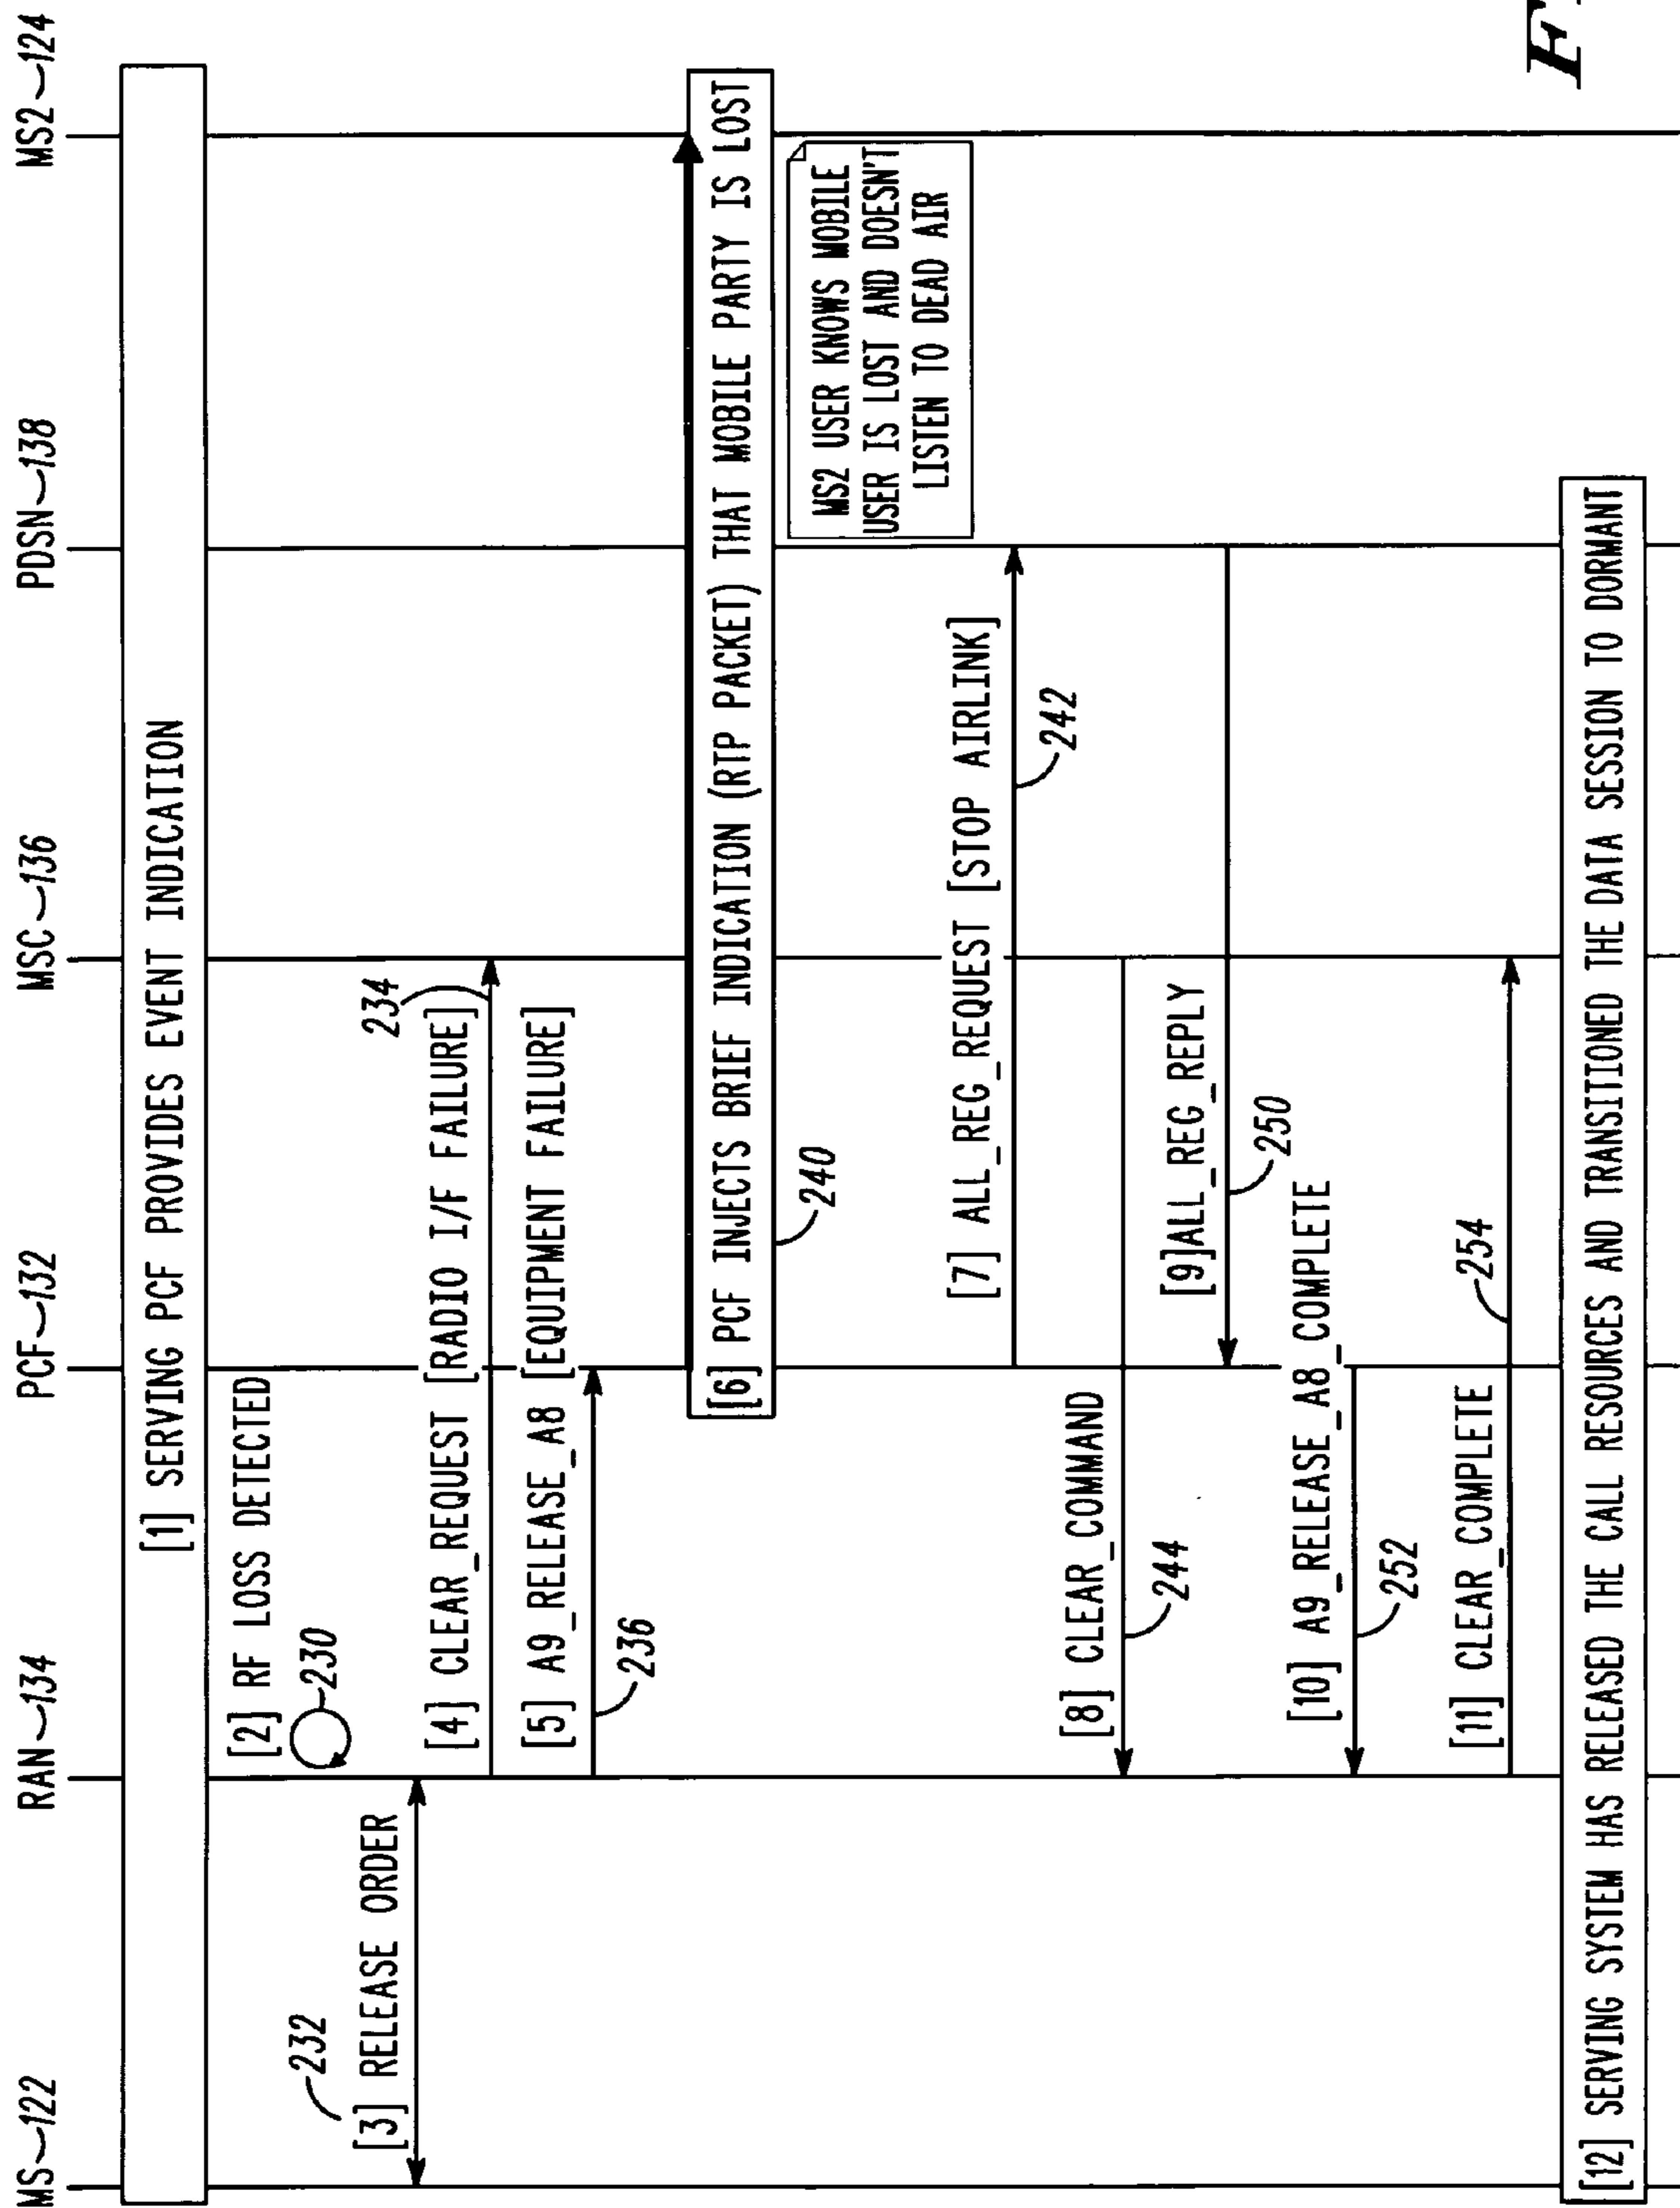 MS 122
RAN 134
PCF 132
MSC 136
PDSN 138
MS2 124
[1] SERVING PCF PROVIDES EVENT INDICATION
[2] RF LOSS DETECTED
230
232
[3] RELEASE ORDER
234
[4] CLEAR_REQUEST [RADIO I/F FAILURE]
[5] A9_RELEASE_A8 [EQUIPMENT FAILURE]
236
[6] PCF INJECTS BRIEF INDICATION (RTP PACKET) THAT MOBILE PARTY IS LOST
240
MS2 USER KNOWS MOBILE
USER IS LOST AND DOESN'T
LISTEN TO DEAD AIR
[7] ALL_REG_REQUEST [STOP AIRLINK]
242
[8] CLEAR_COMMAND
244
[9]ALL_REG_REPLY
250
[10] A9_RELEASE_A8_COMPLETE
252
[11] CLEAR_COMPLETE
254
[12] SERVING SYSTEM HAS RELEASED THE CALL RESOURCES AND TRANSITIONED THE DATA SESSION TO DORMANT